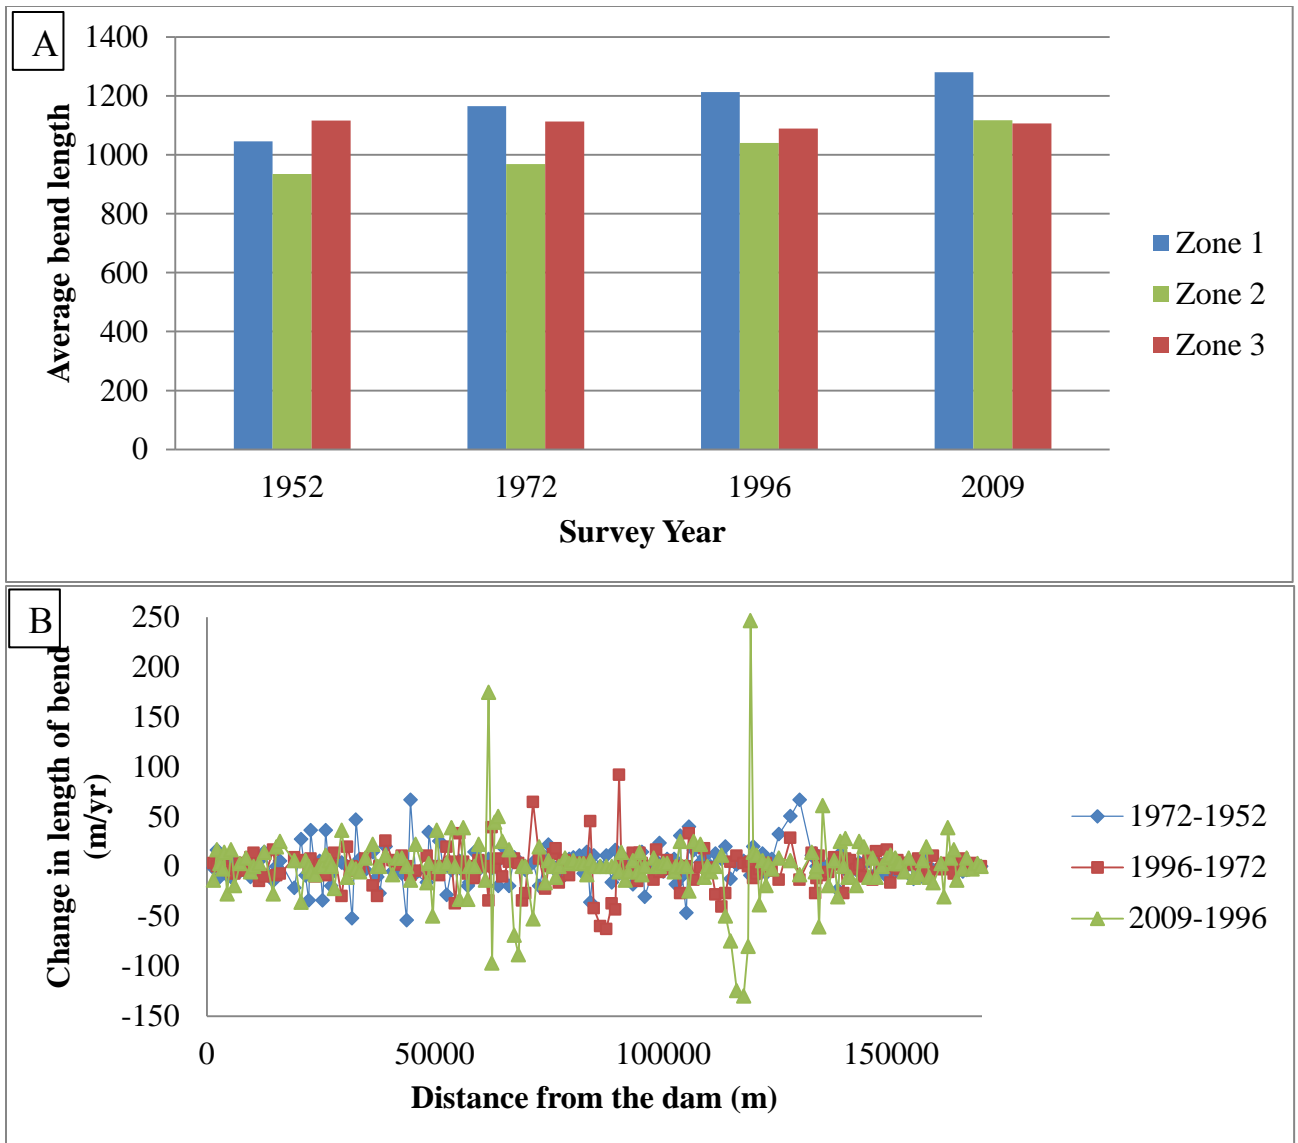 A
1400
1200
1000
800
600
400
200
0
Average bend length
1952 1972 1996 2009
Survey Year
Zone 1
Zone 2
Zone 3
B
250
200
150
100
50
0
-50
-100
-150
Change in length of bend
(m/yr)
0 50000 100000 150000
Distance from the dam (m)
1972-1952
1996-1972
2009-1996